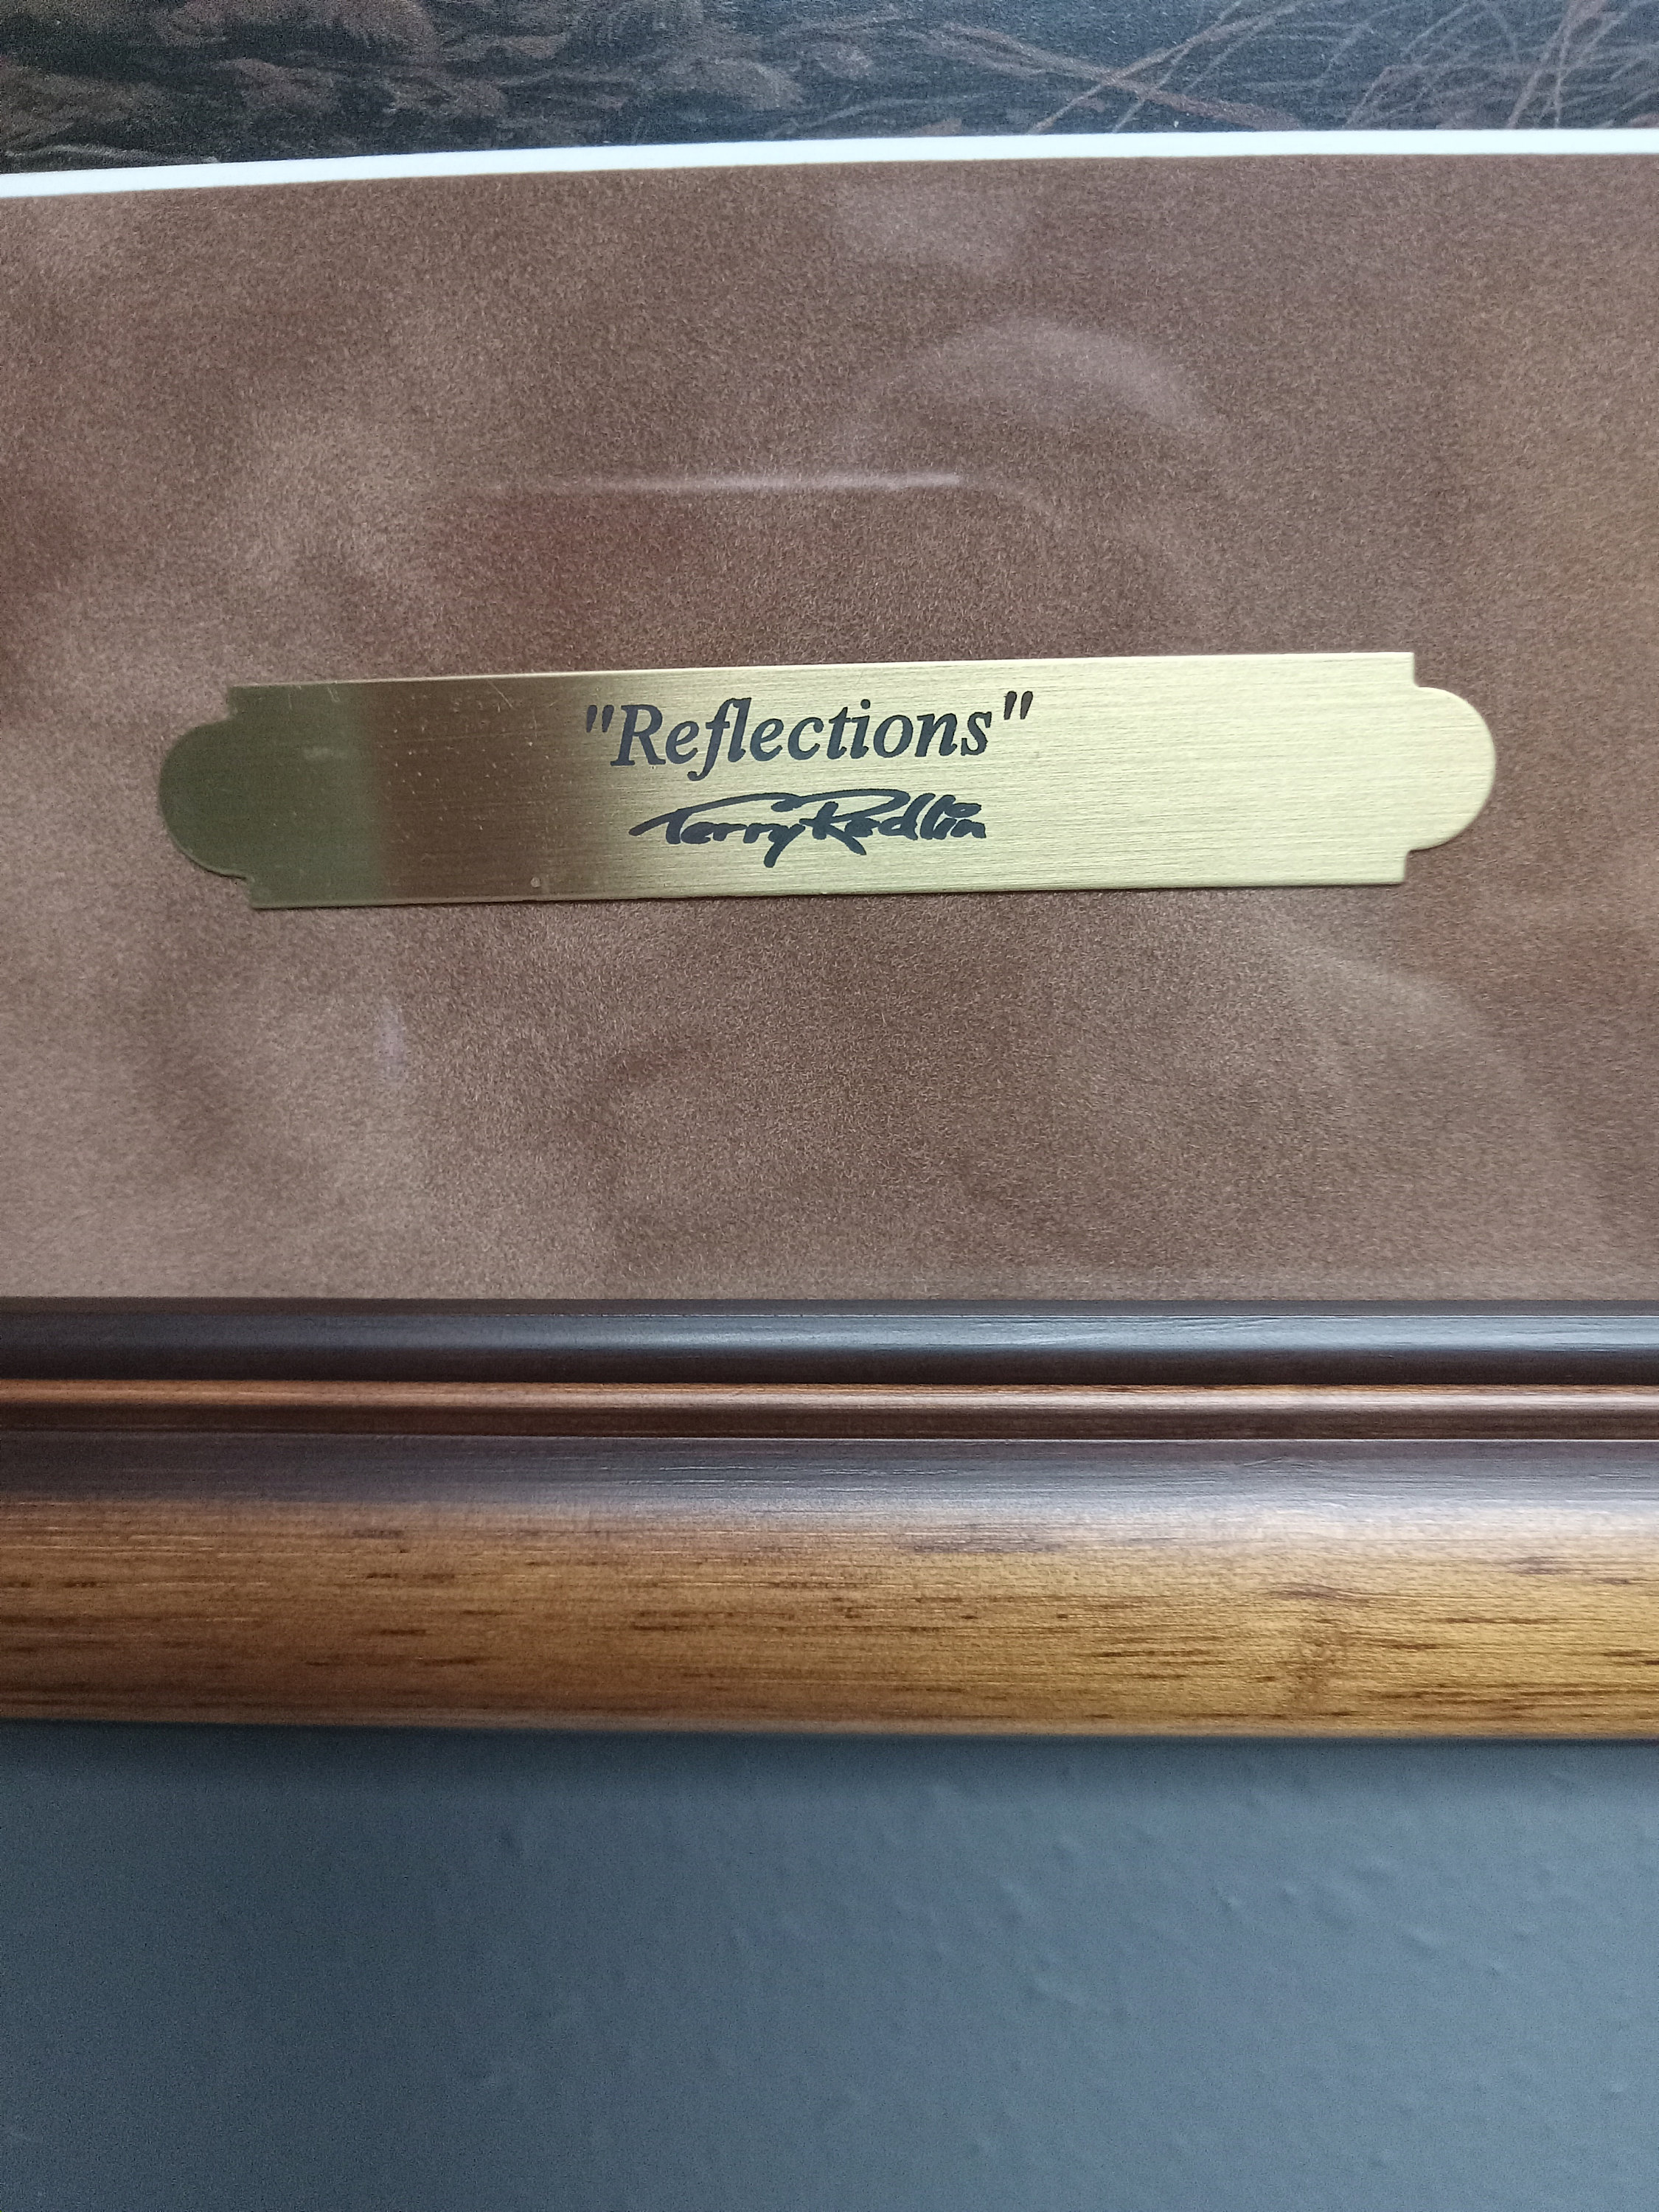 "Reflections"
Terry Redlin